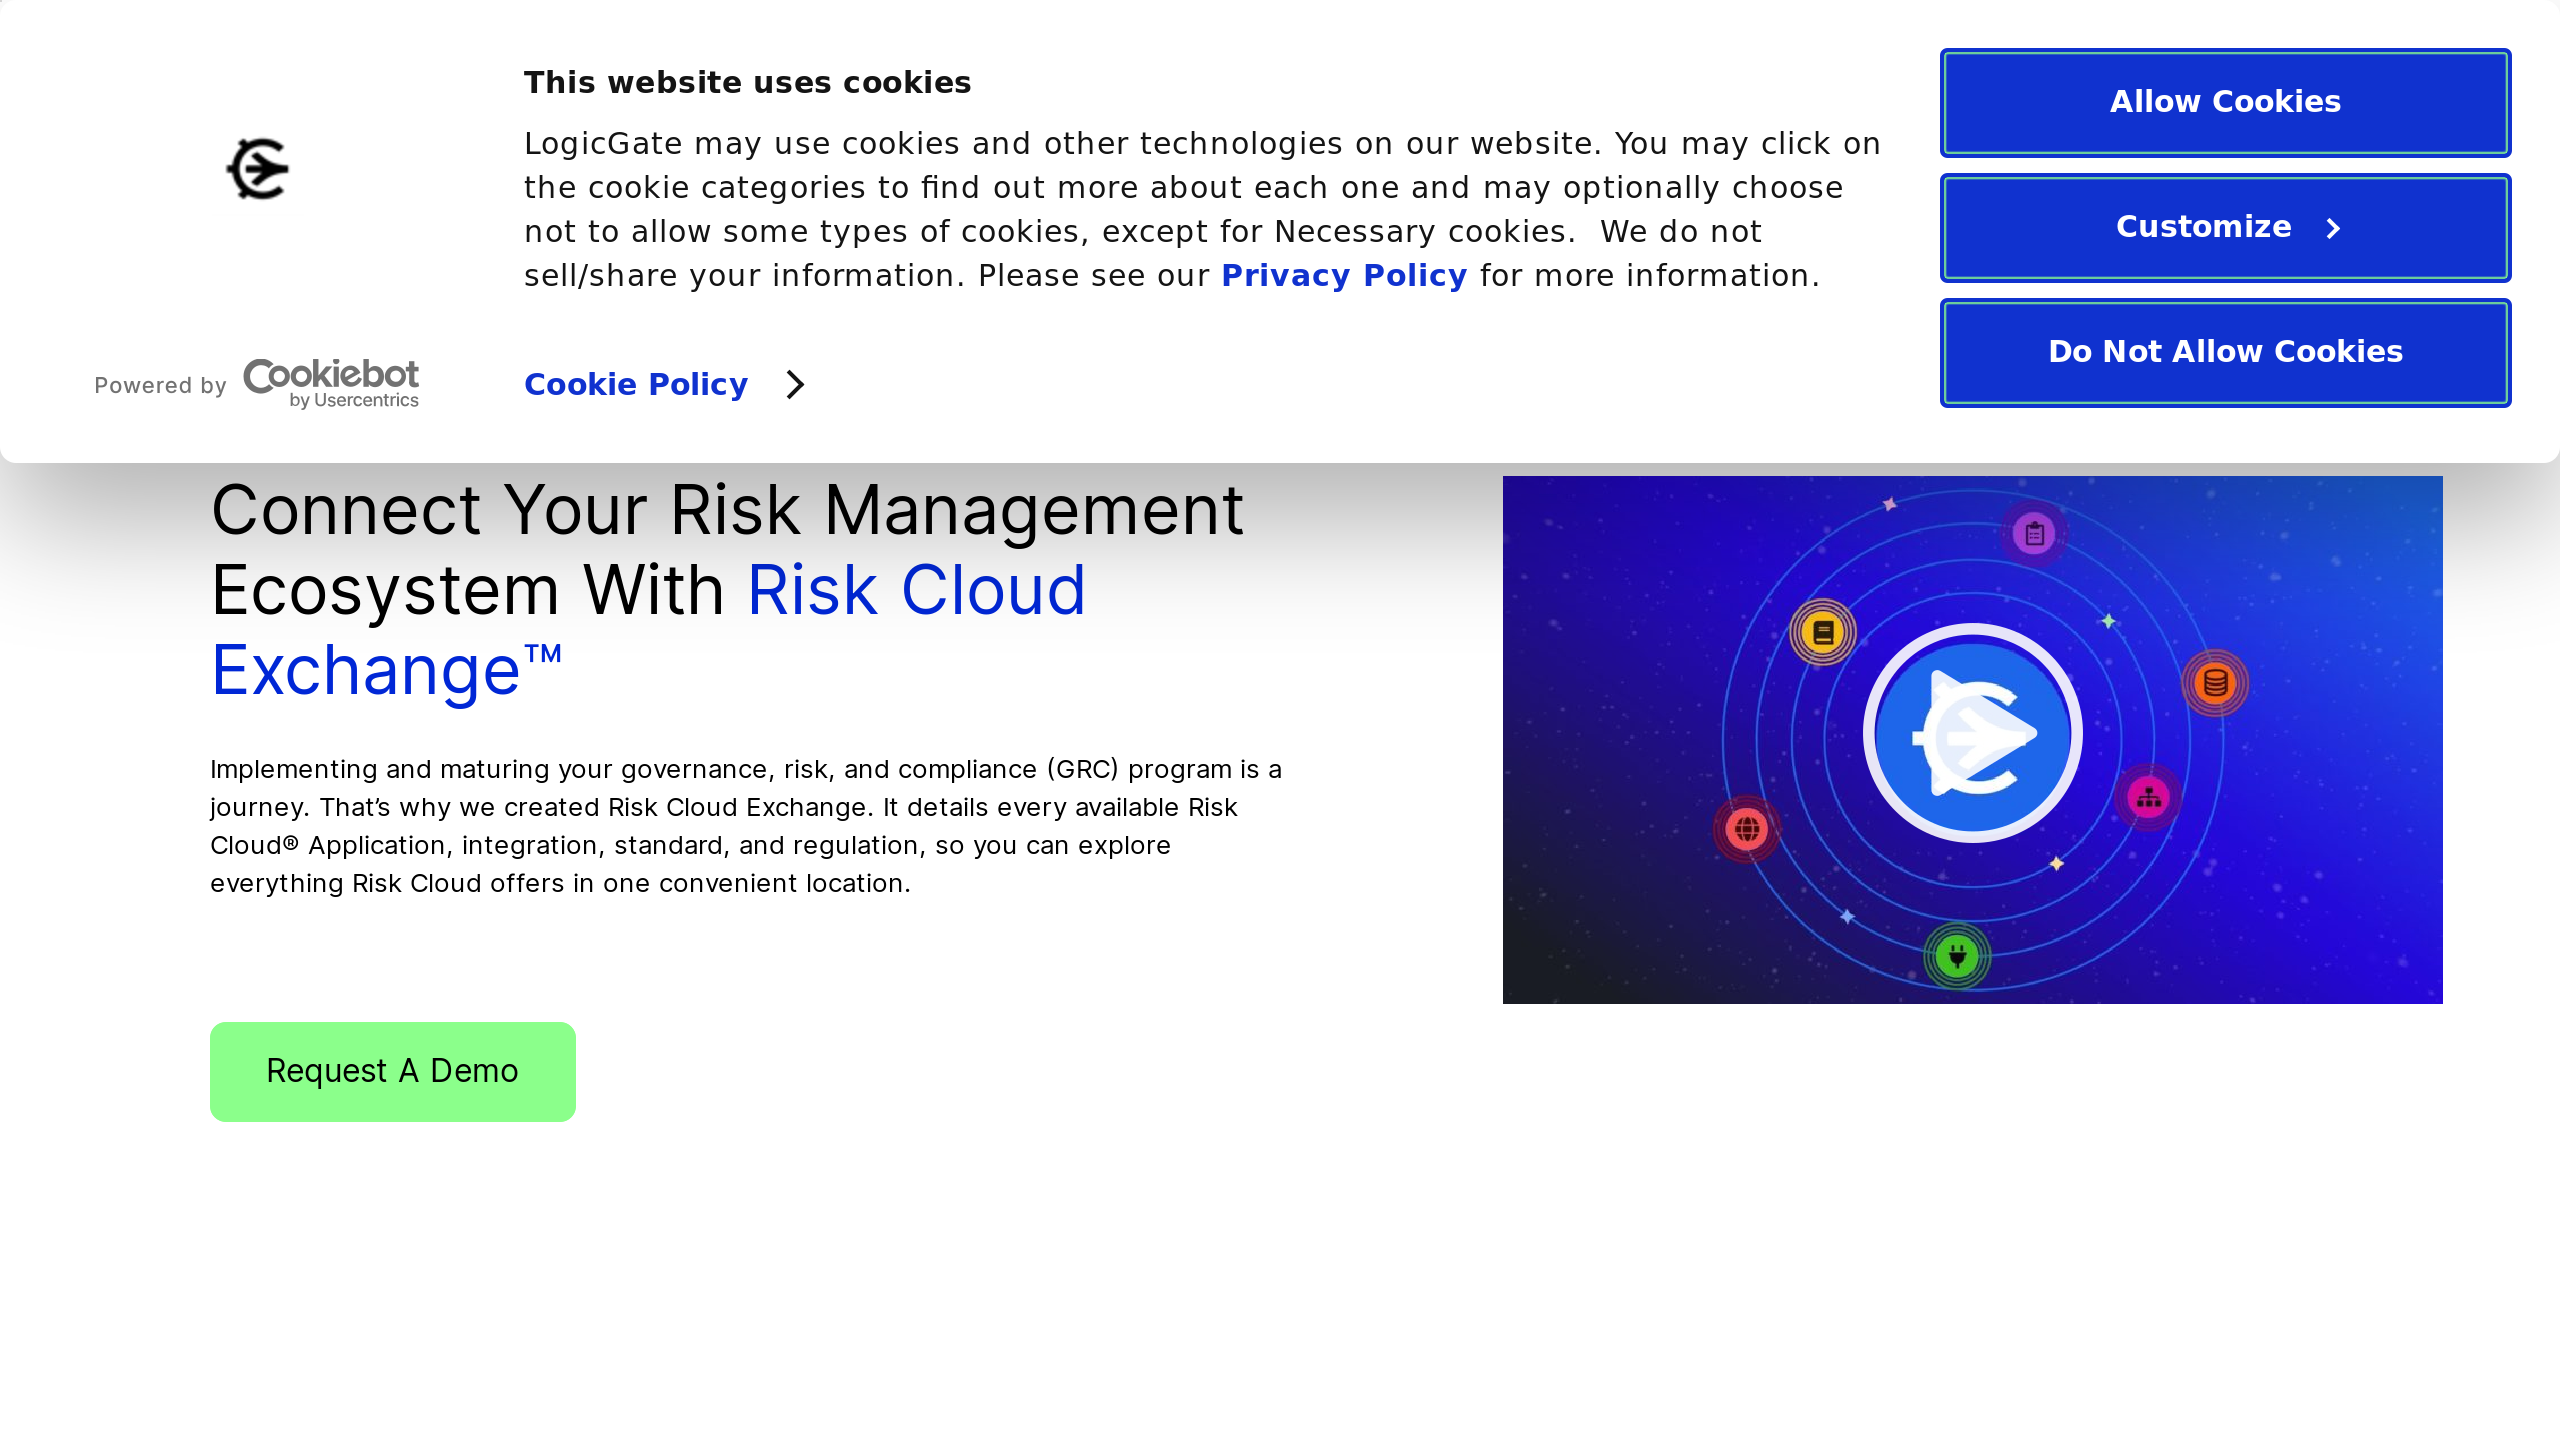 This website uses cookies
LogicGate may use cookies and other technologies on our website. You may click on
the cookie categories to find out more about each one and may optionally choose
not to allow some types of cookies, except for Necessary cookies.  We do not
sell/share your information. Please see our Privacy Policy for more information.
Cookie Policy
Powered by Cookiebot
by Usercentrics
Allow Cookies
Customize
Do Not Allow Cookies
Connect Your Risk Management
Ecosystem With Risk Cloud
Exchange™
Implementing and maturing your governance, risk, and compliance (GRC) program is a
journey. That’s why we created Risk Cloud Exchange. It details every available Risk
Cloud® Application, integration, standard, and regulation, so you can explore
everything Risk Cloud offers in one convenient location.
Request A Demo